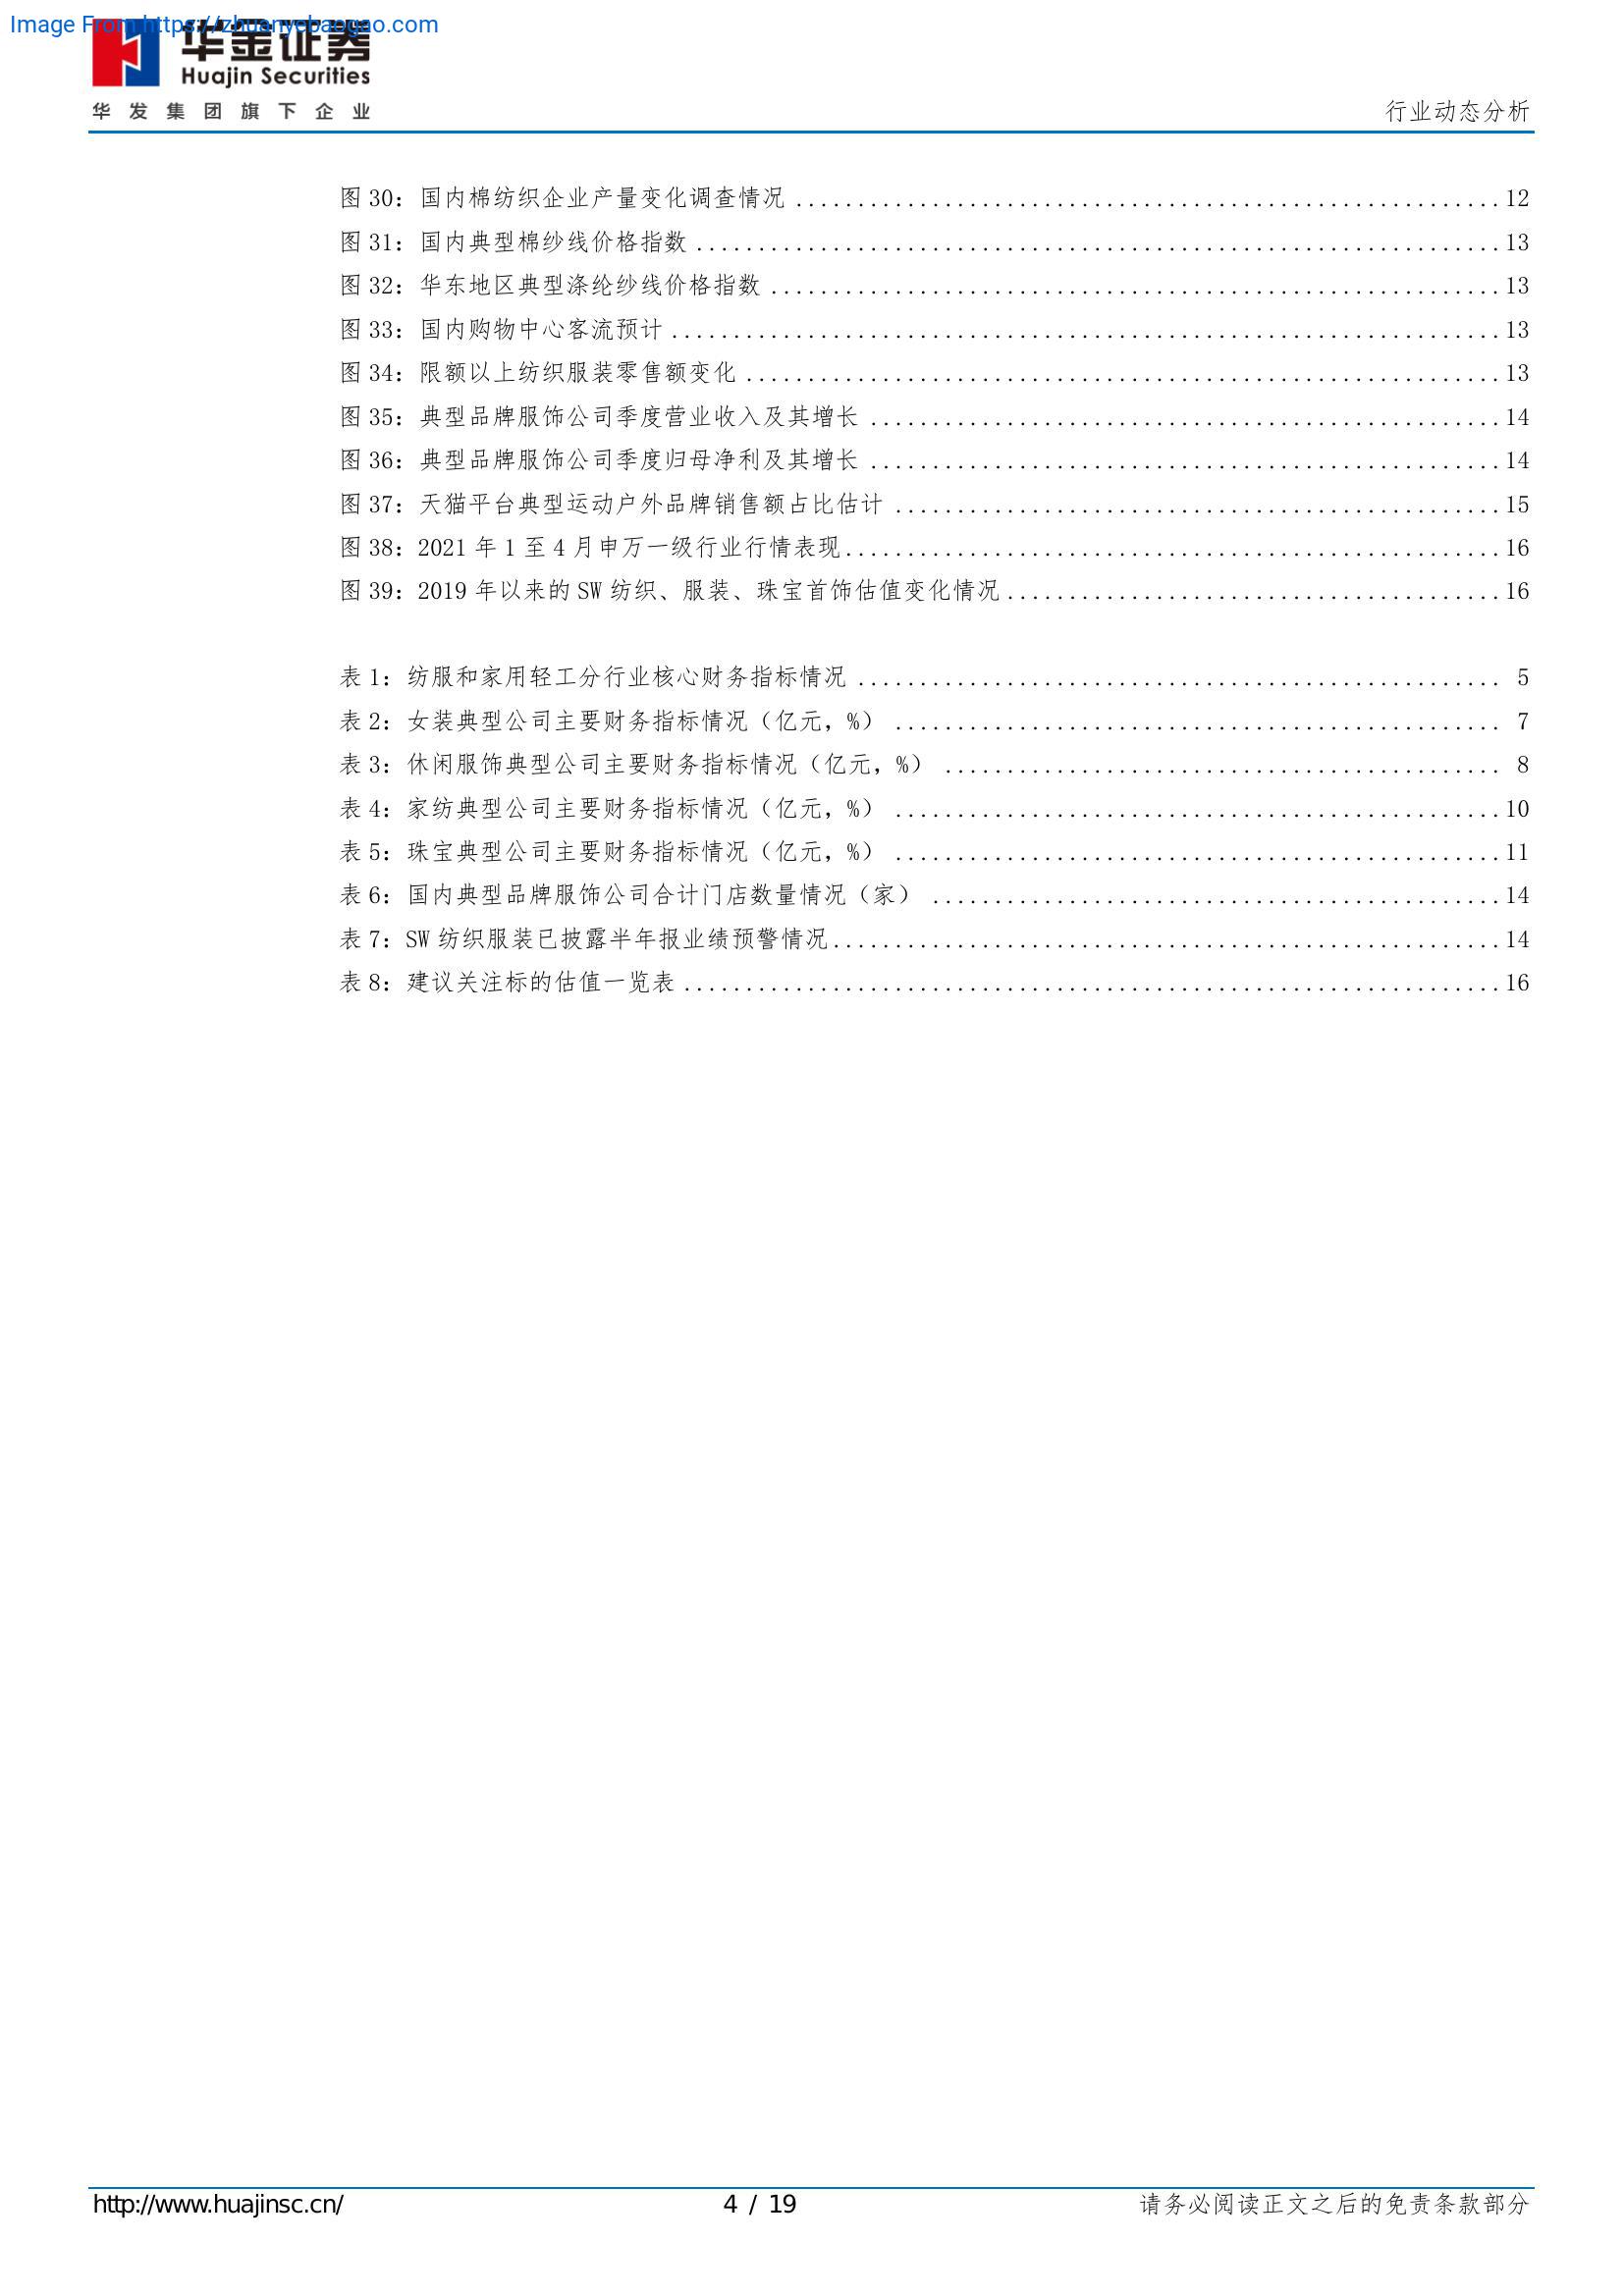 Image From https://zhuanyebaogao.com
华金证券
Huajin Securities
华发集团旗下企业
行业动态分析
图 30：国内棉纺织企业产量变化调查情况 ........................................................ 12
图 31：国内典型棉纱线价格指数 ................................................................ 13
图 32：华东地区典型涤纶纱线价格指数 .......................................................... 13
图 33：国内购物中心客流预计 .................................................................. 13
图 34：限额以上纺织服装零售额变化 ............................................................ 13
图 35：典型品牌服饰公司季度营业收入及其增长 .................................................. 14
图 36：典型品牌服饰公司季度归母净利及其增长 .................................................. 14
图 37：天猫平台典型运动户外品牌销售额占比估计 ................................................ 15
图 38：2021 年 1 至 4 月申万一级行业行情表现.................................................... 16
图 39：2019 年以来的 SW 纺织、服装、珠宝首饰估值变化情况 ....................................... 16
表 1：纺服和家用轻工分行业核心财务指标情况 ................................................... 5
表 2：女装典型公司主要财务指标情况（亿元，%） ................................................ 7
表 3：休闲服饰典型公司主要财务指标情况（亿元，%） ............................................ 8
表 4：家纺典型公司主要财务指标情况（亿元，%） ................................................ 10
表 5：珠宝典型公司主要财务指标情况（亿元，%） ................................................ 11
表 6：国内典型品牌服饰公司合计门店数量情况（家） ............................................. 14
表 7：SW 纺织服装已披露半年报业绩预警情况..................................................... 14
表 8：建议关注标的估值一览表 ................................................................. 16
http://www.huajinsc.cn/
4 / 19
请务必阅读正文之后的免责条款部分